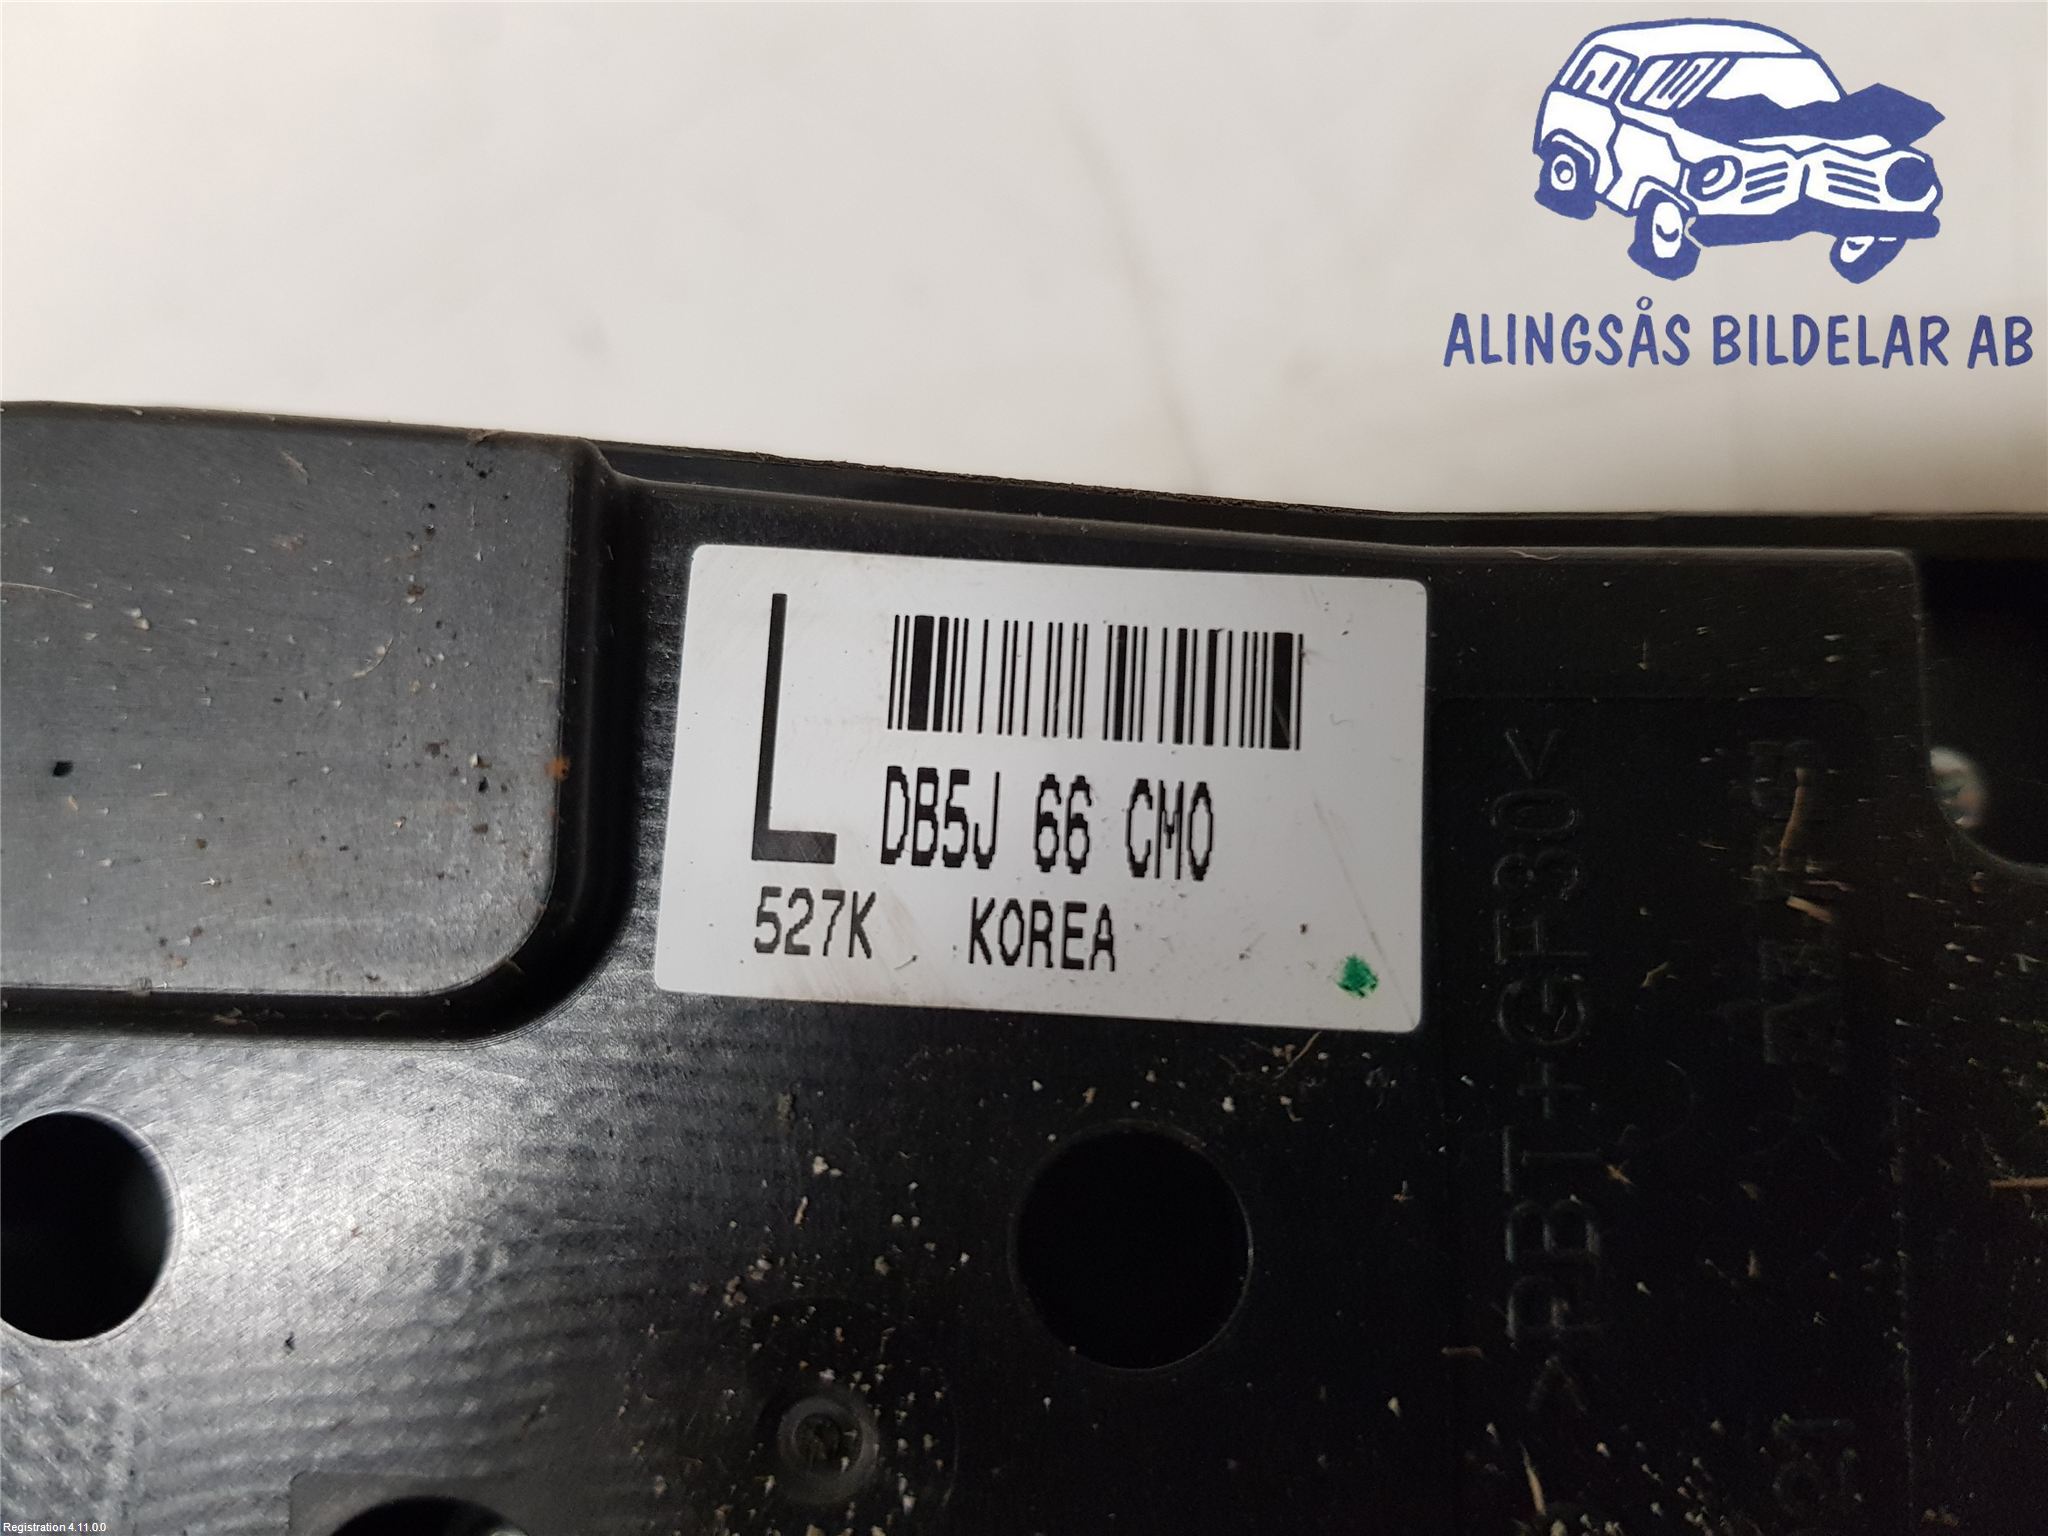 ALINGSÅS BILDELAR AB
L
DB5J 66 CM0
527K KOREA
>PBT+GF30<
Registration 4.11.0.0